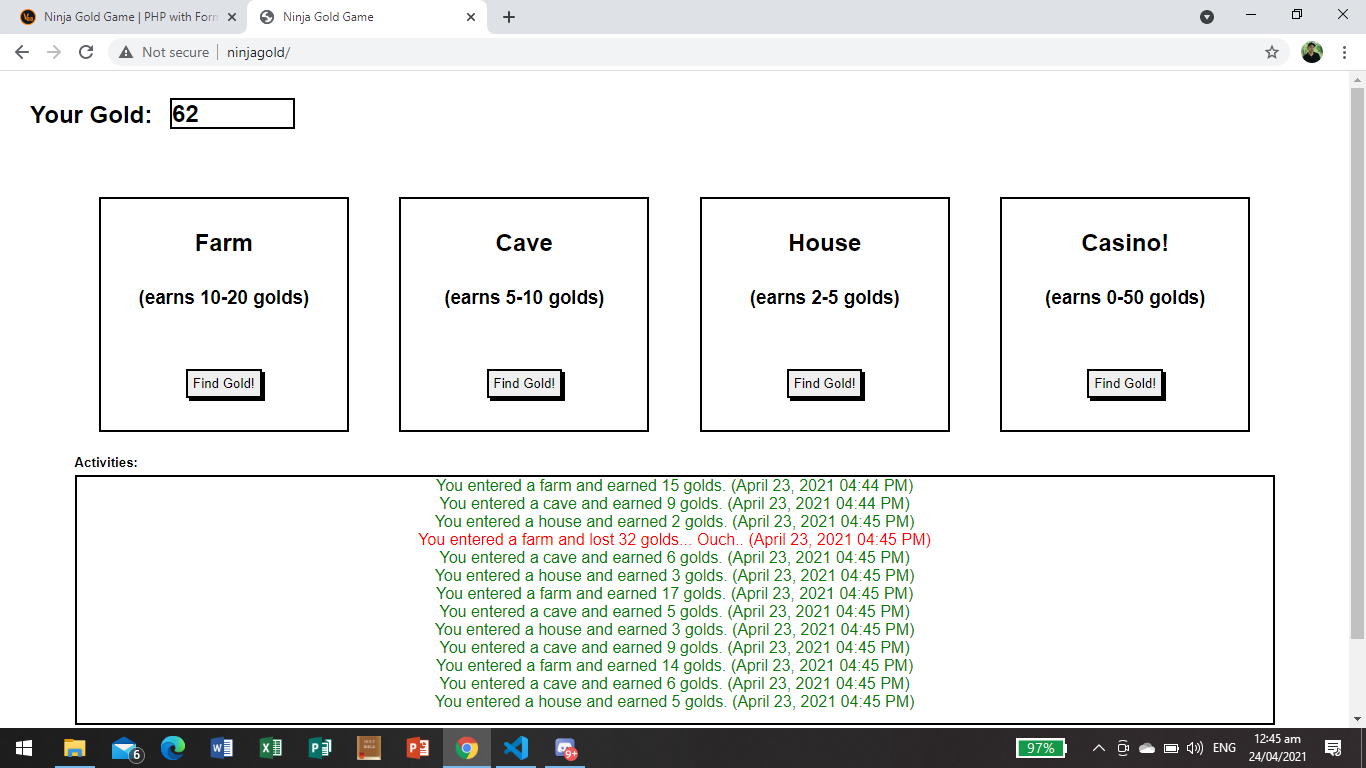 Ninja Gold Game | PHP with Form
Ninja Gold Game
Not secure | ninjagold/
Your Gold: 62
Farm
(earns 10-20 golds)
Find Gold!
Cave
(earns 5-10 golds)
Find Gold!
House
(earns 2-5 golds)
Find Gold!
Casino!
(earns 0-50 golds)
Find Gold!
Activities:
You entered a farm and earned 15 golds. (April 23, 2021 04:44 PM)
You entered a cave and earned 9 golds. (April 23, 2021 04:44 PM)
You entered a house and earned 2 golds. (April 23, 2021 04:45 PM)
You entered a farm and lost 32 golds... Ouch.. (April 23, 2021 04:45 PM)
You entered a cave and earned 6 golds. (April 23, 2021 04:45 PM)
You entered a house and earned 3 golds. (April 23, 2021 04:45 PM)
You entered a farm and earned 17 golds. (April 23, 2021 04:45 PM)
You entered a cave and earned 5 golds. (April 23, 2021 04:45 PM)
You entered a house and earned 3 golds. (April 23, 2021 04:45 PM)
You entered a cave and earned 9 golds. (April 23, 2021 04:45 PM)
You entered a farm and earned 14 golds. (April 23, 2021 04:45 PM)
You entered a cave and earned 6 golds. (April 23, 2021 04:45 PM)
You entered a house and earned 5 golds. (April 23, 2021 04:45 PM)
6
9+
97%
ENG
12:45 am
24/04/2021